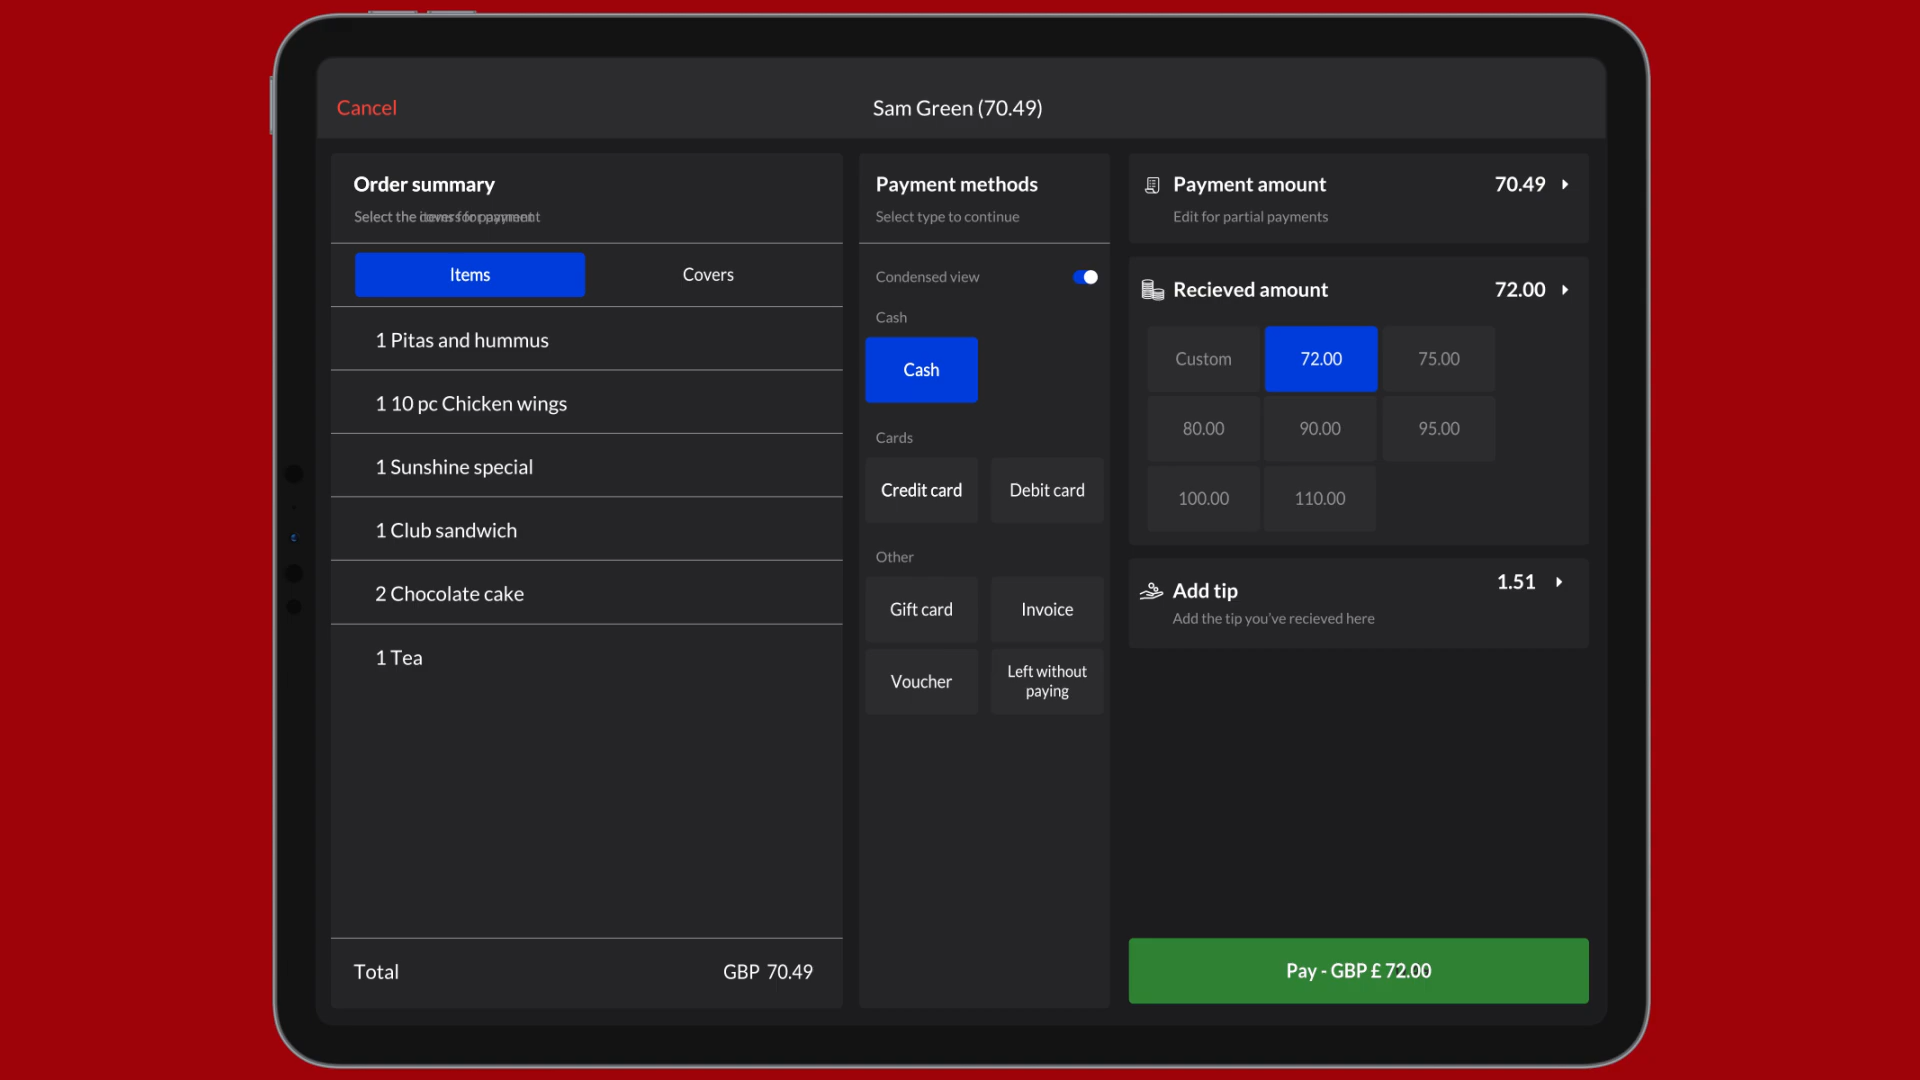 Cancel
Sam Green (70.49)
Order summary
Select the
payment
Items
Covers
1 Pitas and hummus
1 10 pc Chicken wings
1 Sunshine special
1 Club sandwich
2 Chocolate cake
1 Tea
Total
GBP 70.49
Payment methods
Select type to continue
Condensed view
Cash
Cash
Cards
Credit card
Debit card
Other
Gift card
Invoice
Voucher
Left without
paying
Payment amount
70.49
Edit for partial payments
Recieved amount
72.00
Custom
72.00
75.00
80.00
90.00
95.00
100.00
110.00
Add tip
1.51
Add the tip you've recieved here
Pay - GBP £ 72.00